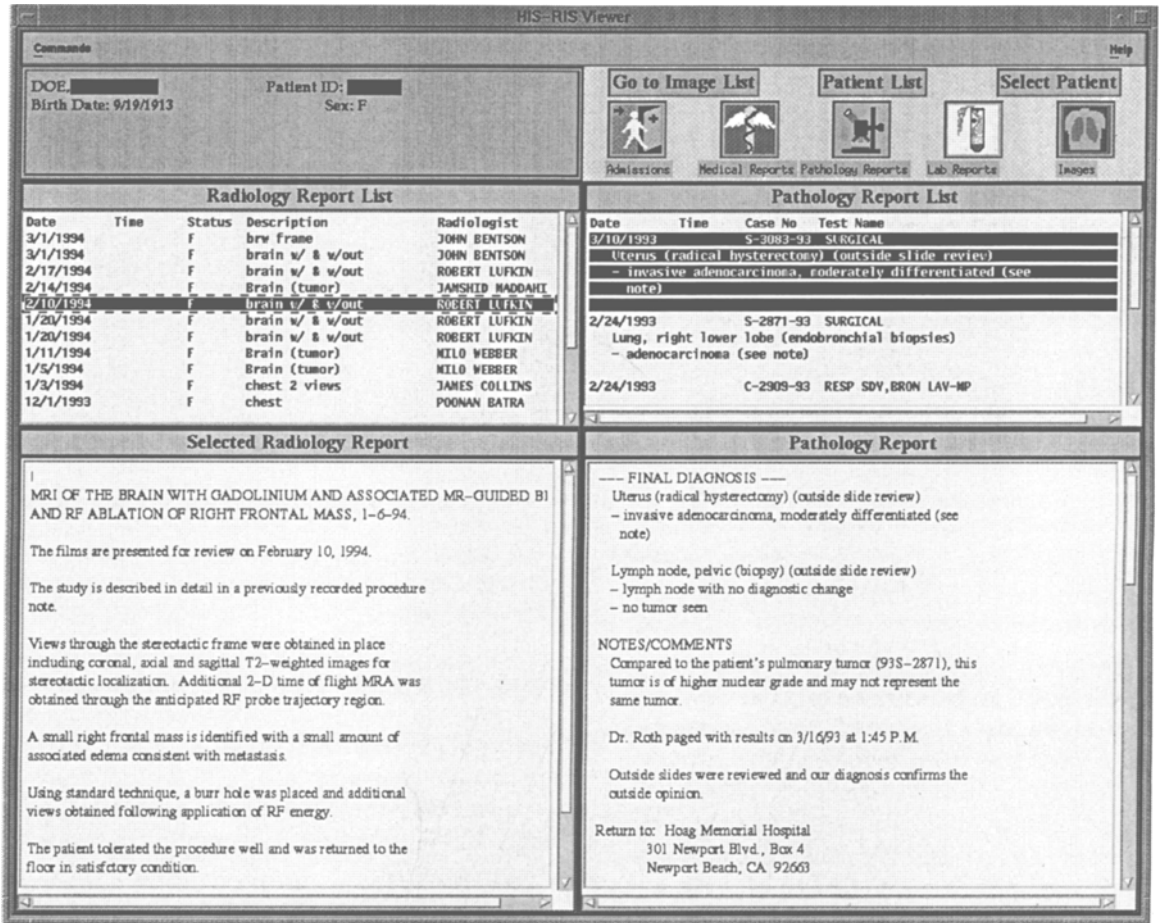 HIS-RIS Viewer
Commands Help
DOE, Patient ID:
Birth Date: 9/19/1913 Sex: F
Go to Image List Patient List Select Patient
Admissions Medical Reports Pathology Reports Lab Reports Images
Radiology Report List
Date Time Status Description Radiologist
3/1/1994 F brw frame JOHN BENTSON
3/1/1994 F brain w/ & w/out JOHN BENTSON
2/17/1994 F brain w/ & w/out ROBERT LUFKIN
2/14/1994 F Brain (tumor) JAMSHID MADDAHI
2/10/1994 F brain w/ & w/out ROBERT LUFKIN
1/20/1994 F brain w/ & w/out ROBERT LUFKIN
1/20/1994 F brain w/ & w/out ROBERT LUFKIN
1/11/1994 F Brain (tumor) MILO WEBBER
1/5/1994 F Brain (tumor) MILO WEBBER
1/3/1994 F chest 2 views JAMES COLLINS
12/1/1993 F chest POONAN BATRA
Pathology Report List
Date Time Case No Test Name
3/10/1993 S-3083-93 SURGICAL
Uterus (radical hysterectomy) (outside slide review)
- invasive adenocarcinoma, moderately differentiated (see
note)
2/24/1993 S-2871-93 SURGICAL
Lung, right lower lobe (endobronchial biopsies)
- adenocarcinoma (see note)
2/24/1993 C-2909-93 RESP SDY,BRON LAV-MP
Selected Radiology Report
MRI OF THE BRAIN WITH GADOLINIUM AND ASSOCIATED MR-GUIDED BI
AND RF ABLATION OF RIGHT FRONTAL MASS, 1-6-94.
The films are presented for review on February 10, 1994.
The study is described in detail in a previously recorded procedure
note.
Views through the stereotactic frame were obtained in place
including coronal, axial and sagittal T2-weighted images for
stereotactic localization. Additional 2-D time of flight MRA was
obtained through the anticipated RF probe trajectory region.
A small right frontal mass is identified with a small amount of
associated edema consistent with metastasis.
Using standard technique, a burr hole was placed and additional
views obtained following application of RF energy.
The patient tolerated the procedure well and was returned to the
floor in satisfctory condition.
Pathology Report
--- FINAL DIAGNOSIS ---
Uterus (radical hysterectomy) (outside slide review)
- invasive adenocarcinoma, moderately differentiated (see
note)
Lymph node, pelvic (biopsy) (outside slide review)
- lymph node with no diagnostic change
- no tumor seen
NOTES/COMMENTS
Compared to the patient's pulmonary tumor (93S-2871), this
tumor is of higher nuclear grade and may not represent the
same tumor.
Dr. Roth paged with results on 3/16/93 at 1:45 P.M.
Outside slides were reviewed and our diagnosis confirms the
outside opinion.
Return to: Hoag Memorial Hospital
301 Newport Blvd., Box 4
Newport Beach, CA 92663